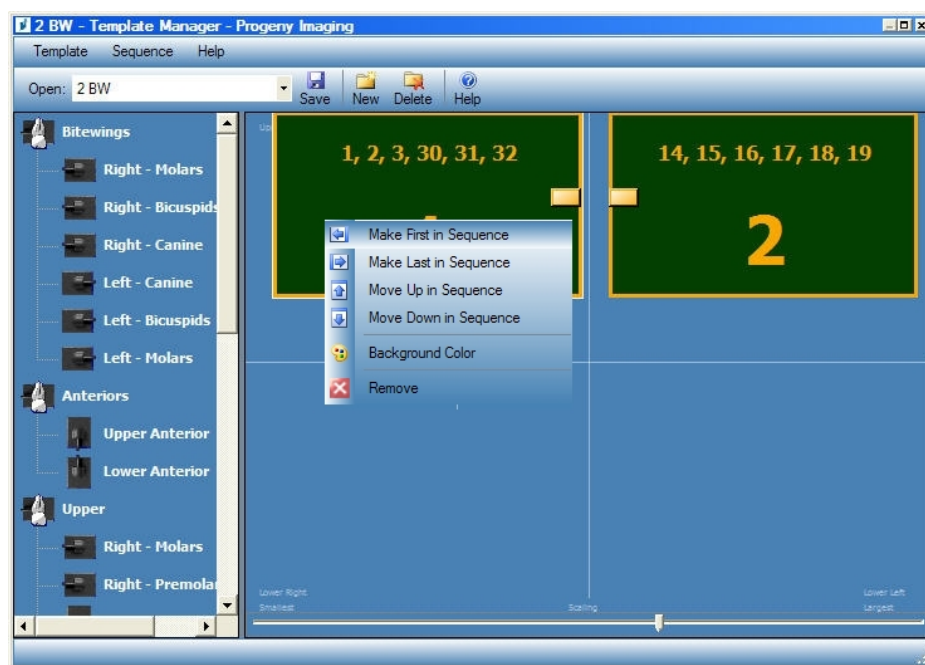 2 BW - Template Manager - Progeny Imaging
Template Sequence Help
Open: 2 BW
Save New Delete Help
Bitewings
Right - Molars
Right - Bicuspids
Right - Canine
Left - Canine
Left - Bicuspids
Left - Molars
Anteriors
Upper Anterior
Lower Anterior
Upper
Right - Molars
Right - Premolar
1, 2, 3, 30, 31, 32
14, 15, 16, 17, 18, 19
2
Make First in Sequence
Make Last in Sequence
Move Up in Sequence
Move Down in Sequence
Background Color
Remove
Lower Right
Lower Left
Smallest
Scaling
Largest